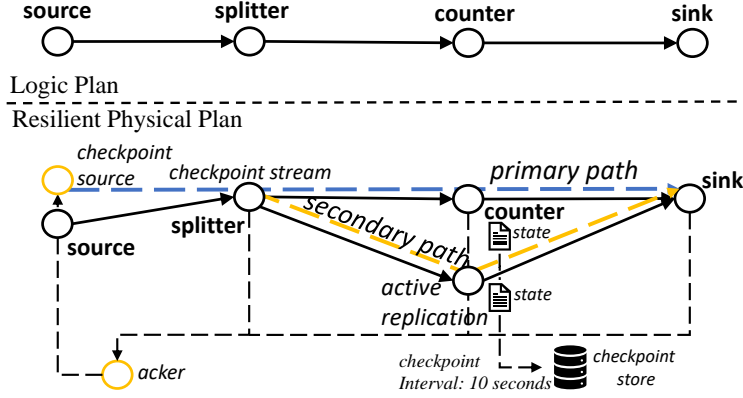 source
splitter
counter
sink
Logic Plan
Resilient Physical Plan
checkpoint
source
checkpoint stream
primary path
sink
source
splitter
secondary path
counter
state
active
replication
state
acker
checkpoint
Interval: 10 seconds
checkpoint
store